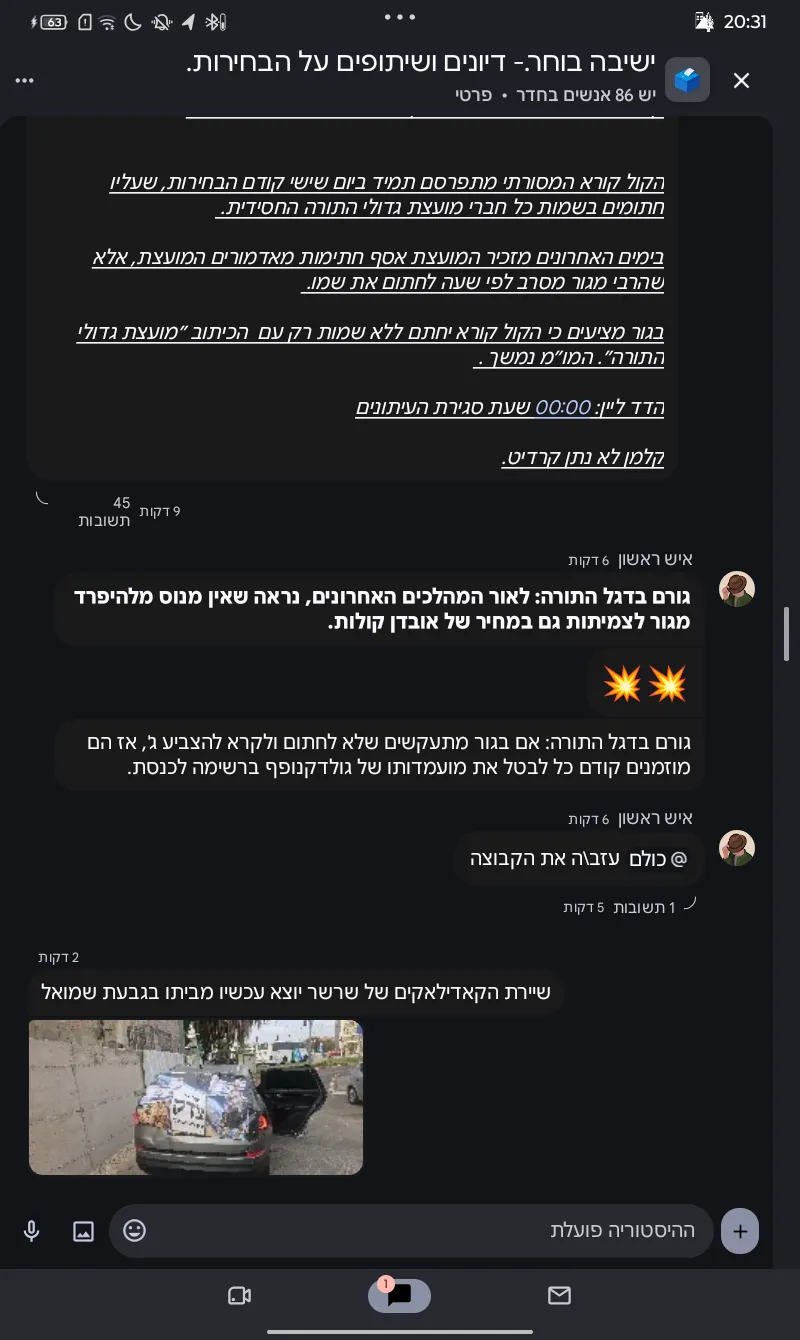 63
20:31
ישיבה בוחר.- דיונים ושיתופים על הבחירות.
יש 86 אנשים בחדר • פרטי
הקול קורא המסורתי מתפרסם תמיד ביום שישי קודם הבחירות, שעליו
חתומים בשמות כל חברי מועצת גדולי התורה החסידית.
בימים האחרונים מזכיר המועצת אסף חתימות מאדמורים המועצת, אלא
שהרבי מגור מסרב לפי שעה לחתום את שמו.
בגור מציעים כי הקול קורא יחתם ללא שמות רק עם הכיתוב ״מועצת גדולי
התורה״. המו״מ נמשך .
הדד ליין: 00:00 שעת סגירת העיתונים
קלמן לא נתן קרדיט.
45
תשובות
9 דקות
איש ראשון 6 דקות
גורם בדגל התורה: לאור המהלכים האחרונים, נראה שאין מנוס מלהיפרד
מגור לצמיתות גם במחיר של אובדן קולות.
💥💥
גורם בדגל התורה: אם בגור מתעקשים שלא לחתום ולקרא להצביע ג', אז הם
מוזמנים קודם כל לבטל את מועמדותו של גולדקנופף ברשימה לכנסת.
איש ראשון 6 דקות
@כולם עזב\ה את הקבוצה
1 תשובות 5 דקות
2 דקות
שיירת הקאדילאקים של שרשר יוצא עכשיו מביתו בגבעת שמואל
ההיסטוריה פועלת
1